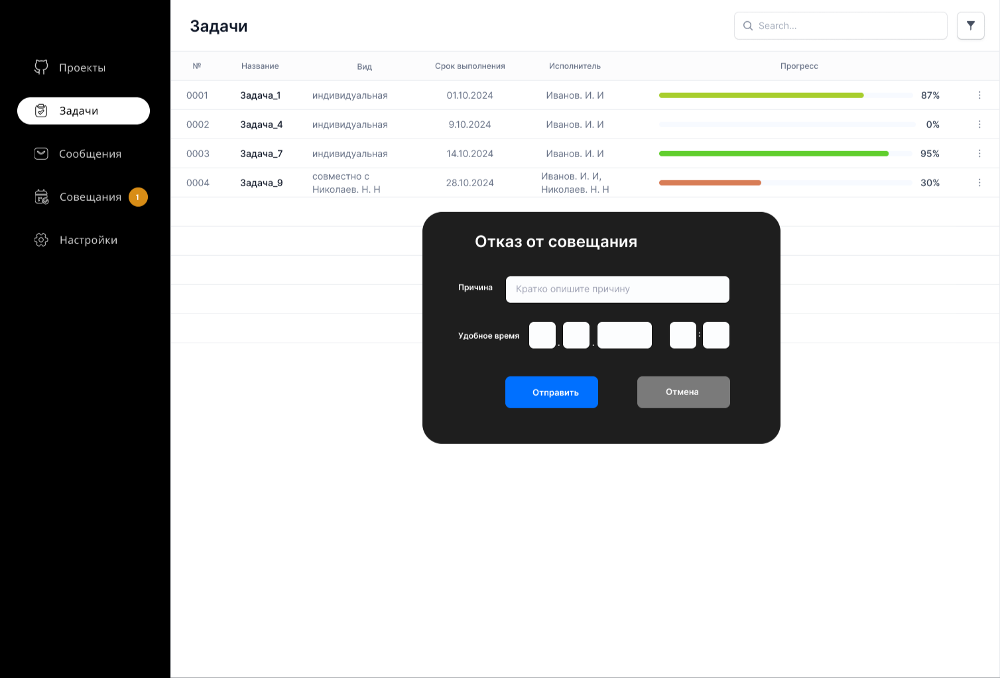 Проекты
Задачи
Сообщения
Совещания 1
Настройки
Задачи
Search...
№ Название Вид Срок выполнения Исполнитель Прогресс
0001 Задача_1 индивидуальная 01.10.2024 Иванов. И. И 87%
0002 Задача_4 индивидуальная 9.10.2024 Иванов. И. И 0%
0003 Задача_7 индивидуальная 14.10.2024 Иванов. И. И 95%
0004 Задача_9 совместно с Николаев. Н. Н 28.10.2024 Иванов. И. И, Николаев. Н. Н 30%
Отказ от совещания
Причина Кратко опишите причину
Удобное время . . :
Отправить Отмена